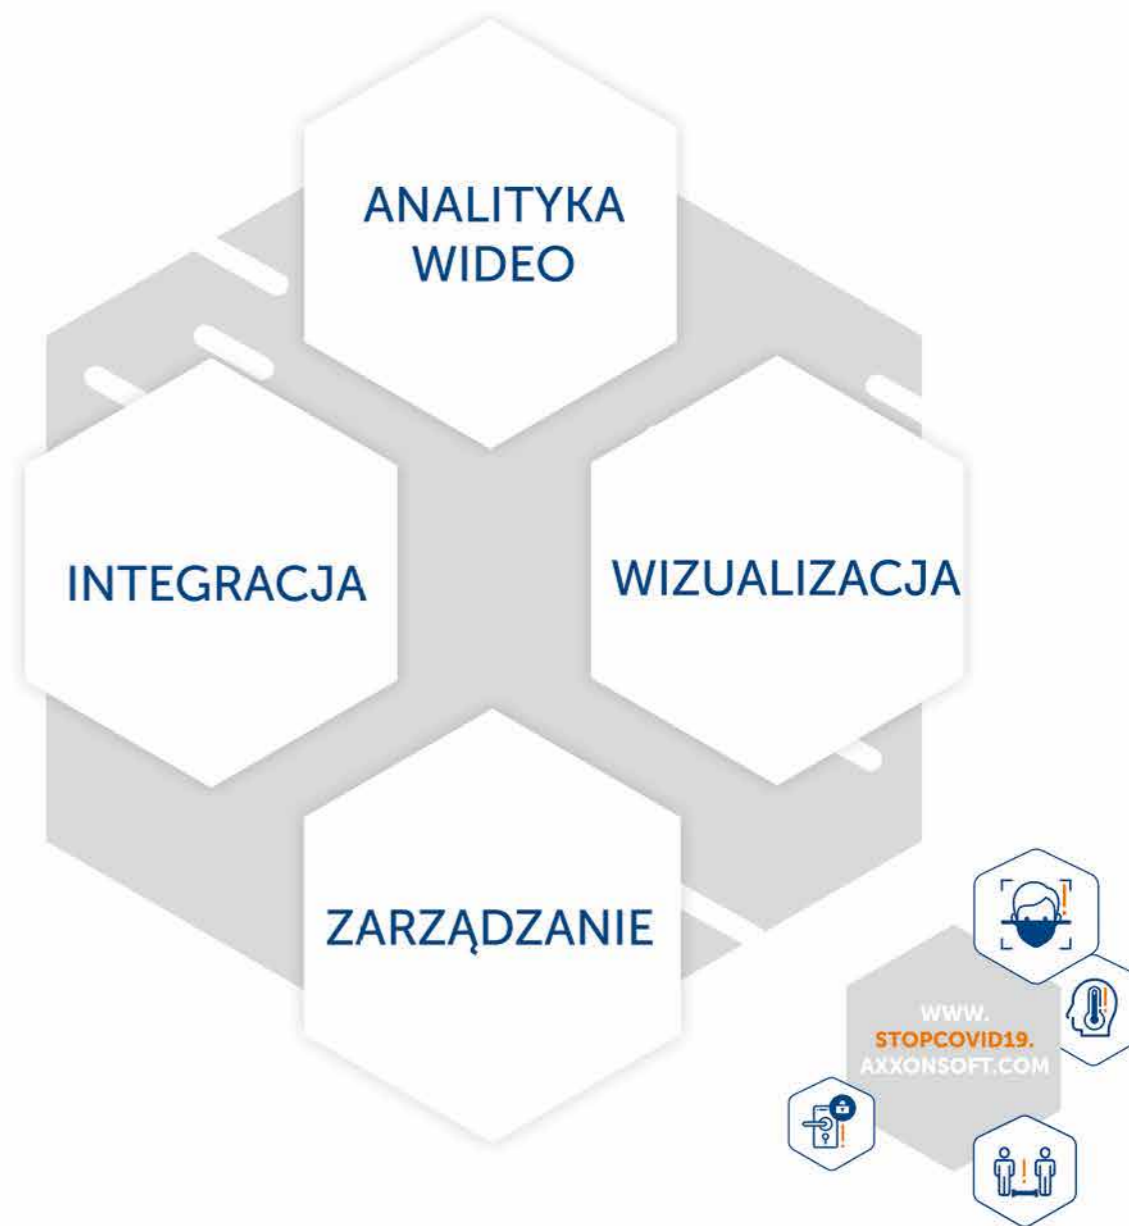 ANALITYKA
WIDEO
INTEGRACJA
WIZUALIZACJA
ZARZĄDZANIE
WWW.
STOPCOVID19.
AXXONSOFT.COM